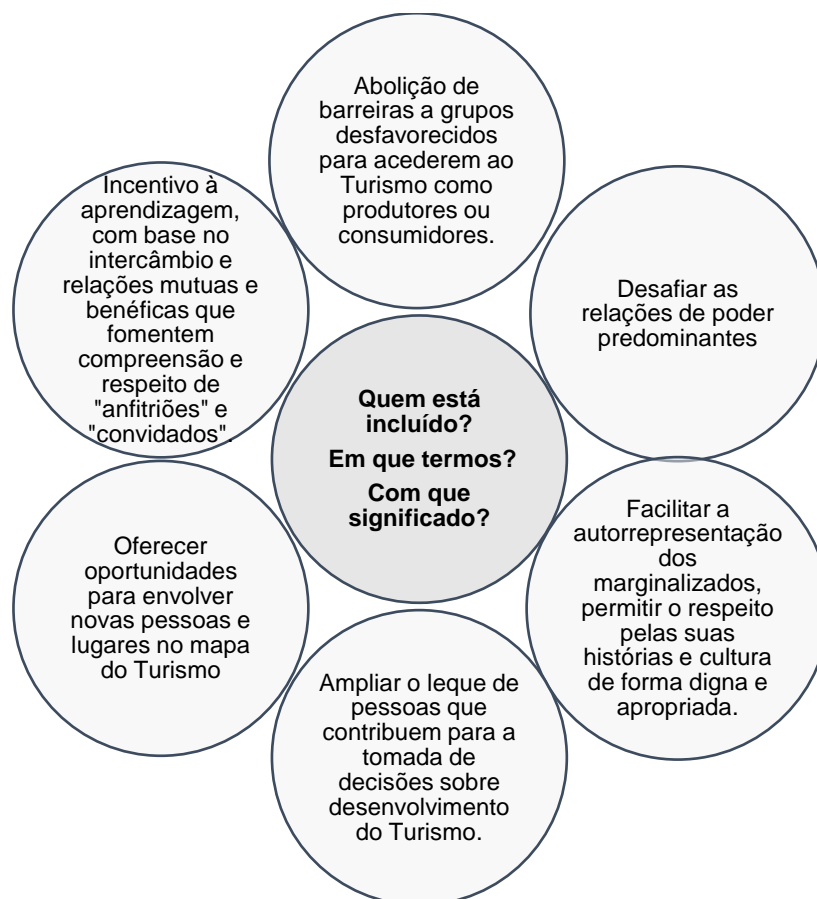 Abolição de
barreiras a grupos
desfavorecidos
para acederem ao
Turismo como
produtores ou
consumidores.
Incentivo à
aprendizagem,
com base no
intercâmbio e
relações mutuas e
benéficas que
fomentem
compreensão e
respeito de
"anfitriões" e
"convidados".
Desafiar as
relações de poder
predominantes
Quem está
incluído?
Em que termos?
Com que
significado?
Oferecer
oportunidades
para envolver
novas pessoas e
lugares no mapa
do Turismo
Facilitar a
autorrepresentação
dos
marginalizados,
permitir o respeito
pelas suas
histórias e cultura
de forma digna e
apropriada.
Ampliar o leque de
pessoas que
contribuem para a
tomada de
decisões sobre
desenvolvimento
do Turismo.